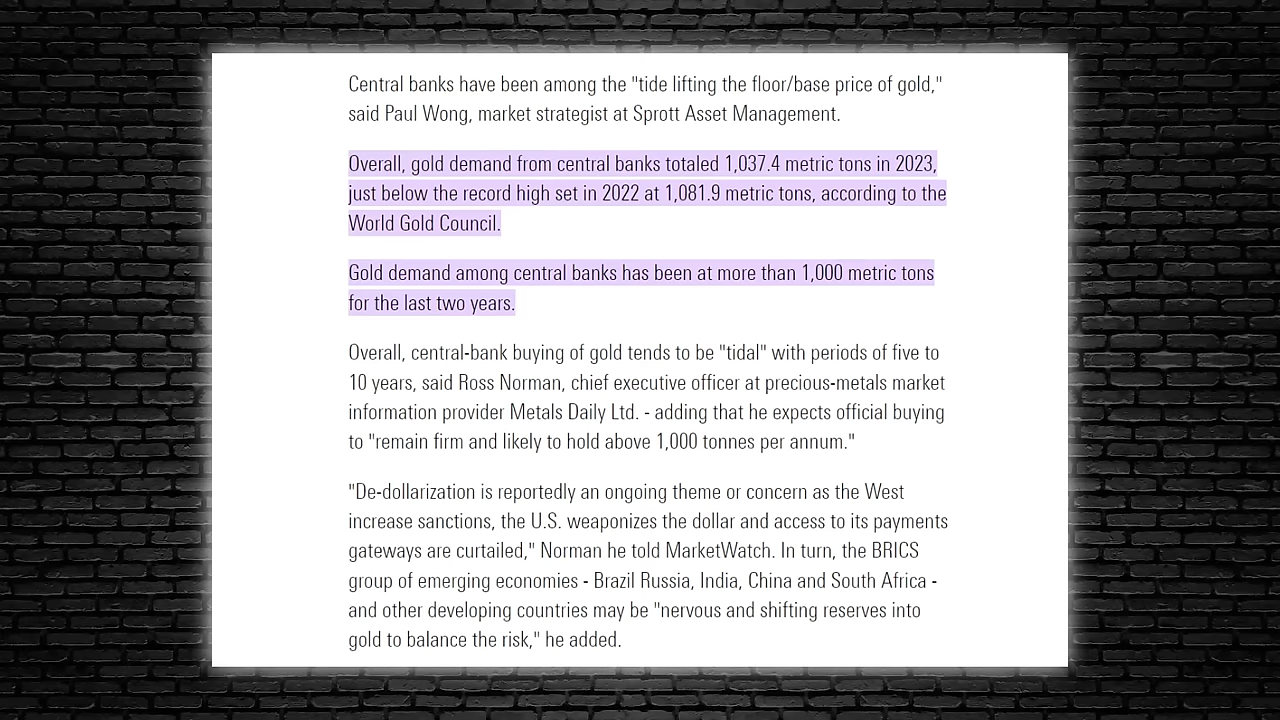 Central banks have been among the "tide lifting the floor/base price of gold,"
said Paul Wong, market strategist at Sprott Asset Management.
Overall, gold demand from central banks totaled 1,037.4 metric tons in 2023,
just below the record high set in 2022 at 1,081.9 metric tons, according to the
World Gold Council.
Gold demand among central banks has been at more than 1,000 metric tons
for the last two years.
Overall, central-bank buying of gold tends to be "tidal" with periods of five to
10 years, said Ross Norman, chief executive officer at precious-metals market
information provider Metals Daily Ltd. - adding that he expects official buying
to "remain firm and likely to hold above 1,000 tonnes per annum."
"De-dollarization is reportedly an ongoing theme or concern as the West
increase sanctions, the U.S. weaponizes the dollar and access to its payments
gateways are curtailed," Norman he told MarketWatch. In turn, the BRICS
group of emerging economies - Brazil Russia, India, China and South Africa -
and other developing countries may be "nervous and shifting reserves into
gold to balance the risk," he added.